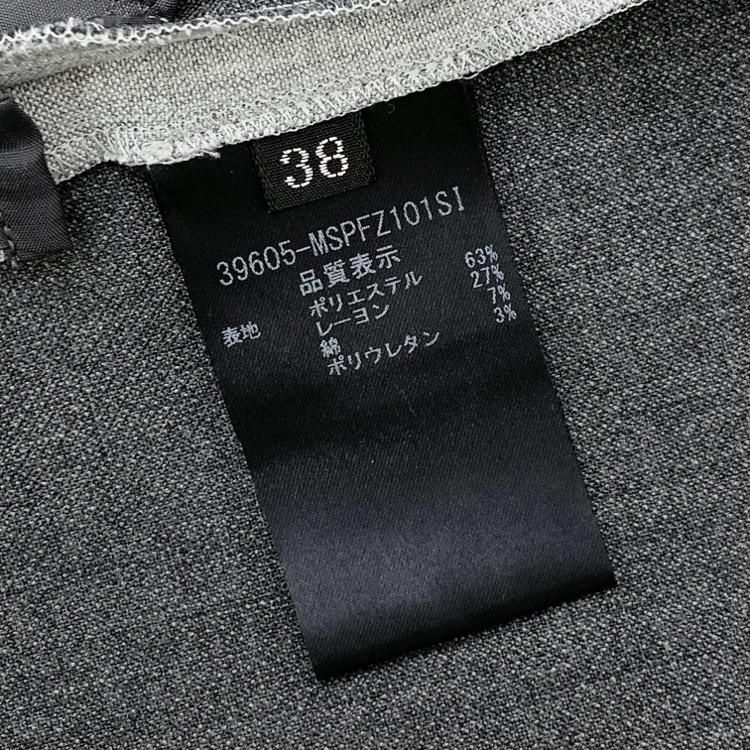 38
39605-MSPFZ101SI
品質表示
表地 ポリエステル 63%
レーヨン 27%
綿 7%
ポリウレタン 3%